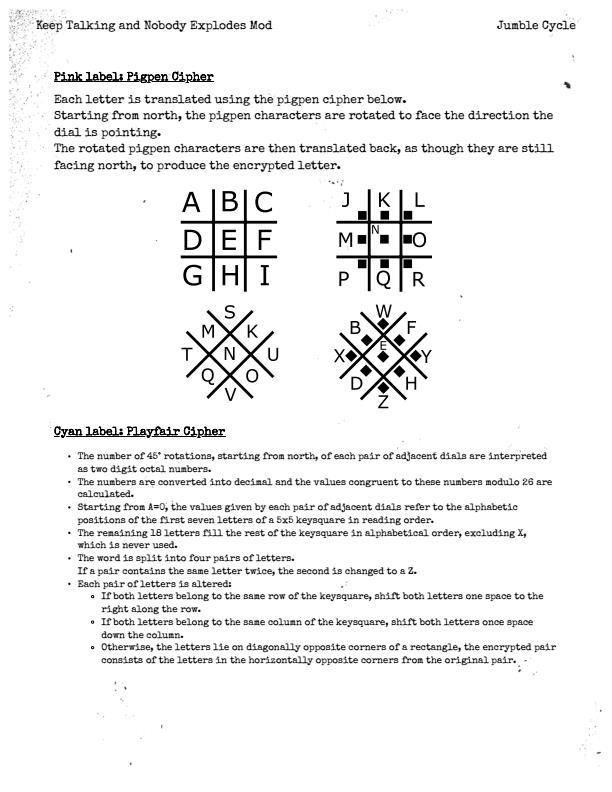 Keep Talking and Nobody Explodes Mod Jumble Cycle
Pink label: Pigpen Cipher
Each letter is translated using the pigpen cipher below.
Starting from north, the pigpen characters are rotated to face the direction the
dial is pointing.
The rotated pigpen characters are then translated back, as though they are still
facing north, to produce the encrypted letter.
A B C J K L
D E F M N O
G H I P Q R
S W
M K B F
T N U X E Y
Q O D H
V Z
Cyan label: Playfair Cipher
• The number of 45° rotations, starting from north, of each pair of adjacent dials are interpreted
as two digit octal numbers.
• The numbers are converted into decimal and the values congruent to these numbers modulo 26 are
calculated.
• Starting from A=0, the values given by each pair of adjacent dials refer to the alphabetic
positions of the first seven letters of a 5x5 keysquare in reading order.
• The remaining 18 letters fill the rest of the keysquare in alphabetical order, excluding X,
which is never used.
• The word is split into four pairs of letters.
If a pair contains the same letter twice, the second is changed to a Z.
• Each pair of letters is altered:
o If both letters belong to the same row of the keysquare, shift both letters one space to the
right along the row.
o If both letters belong to the same column of the keysquare, shift both letters once space
down the column.
o Otherwise, the letters lie on diagonally opposite corners of a rectangle, the encrypted pair
consists of the letters in the horizontally opposite corners from the original pair.